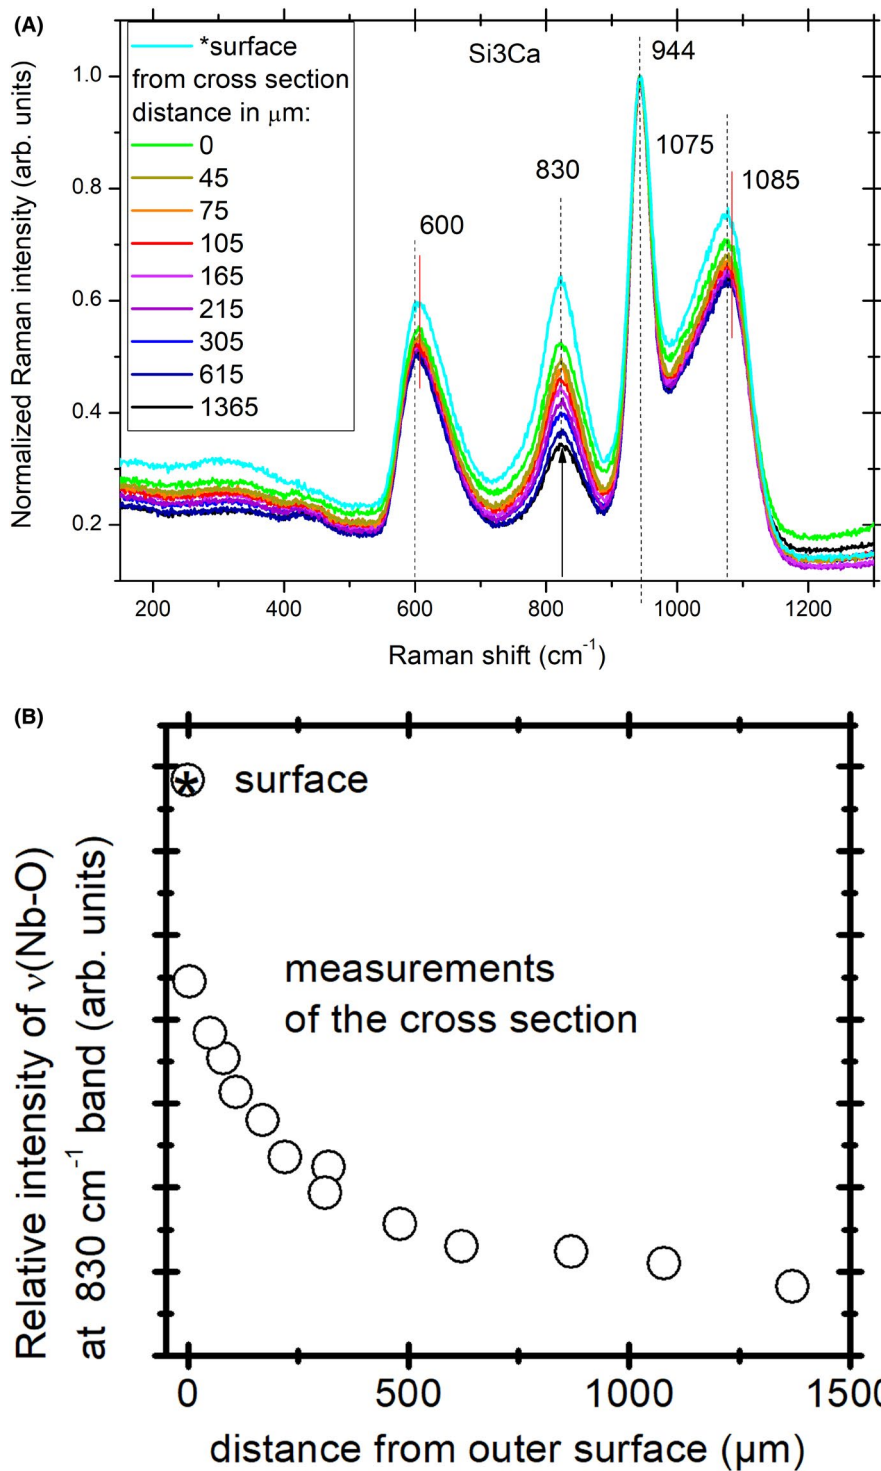 (A)
*surface
from cross section
distance in μm:
0
45
75
105
165
215
305
615
1365
Si3Ca
944
1075
1085
830
600
Normalized Raman intensity (arb. units)
1.0
0.8
0.6
0.4
0.2
200 400 600 800 1000 1200
Raman shift (cm⁻¹)
(B)
* surface
measurements
of the cross section
Relative intensity of ν(Nb-O)
at 830 cm⁻¹ band (arb. units)
0 500 1000 1500
distance from outer surface (μm)